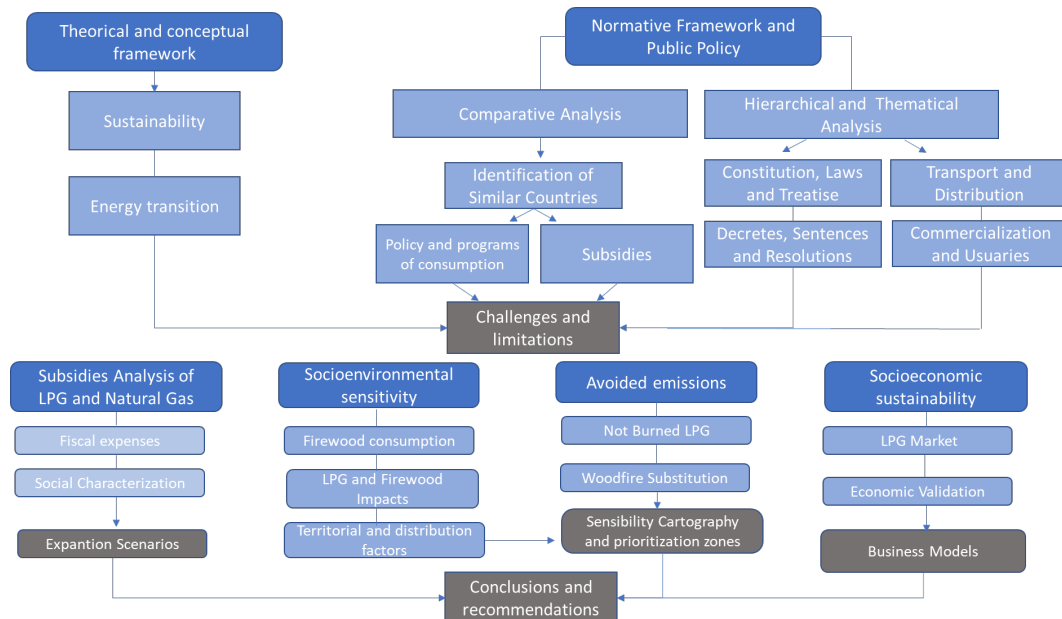 Theorical and conceptual
framework
Normative Framework and
Public Policy
Sustainability
Comparative Analysis
Hierarchical and Thematical
Analysis
Energy transition
Identification of
Similar Countries
Constitution, Laws
and Treatise
Transport and
Distribution
Policy and programs
of consumption
Subsidies
Decretes, Sentences
and Resolutions
Commercialization
and Usuaries
Challenges and
limitations
Subsidies Analysis of
LPG and Natural Gas
Fiscal expenses
Social Characterization
Expantion Scenarios
Socioenvironmental
sensitivity
Firewood consumption
LPG and Firewood
Impacts
Territorial and distribution
factors
Avoided emissions
Not Burned LPG
Woodfire Substitution
Sensibility Cartography
and prioritization zones
Socioeconomic
sustainability
LPG Market
Economic Validation
Business Models
Conclusions and
recommendations